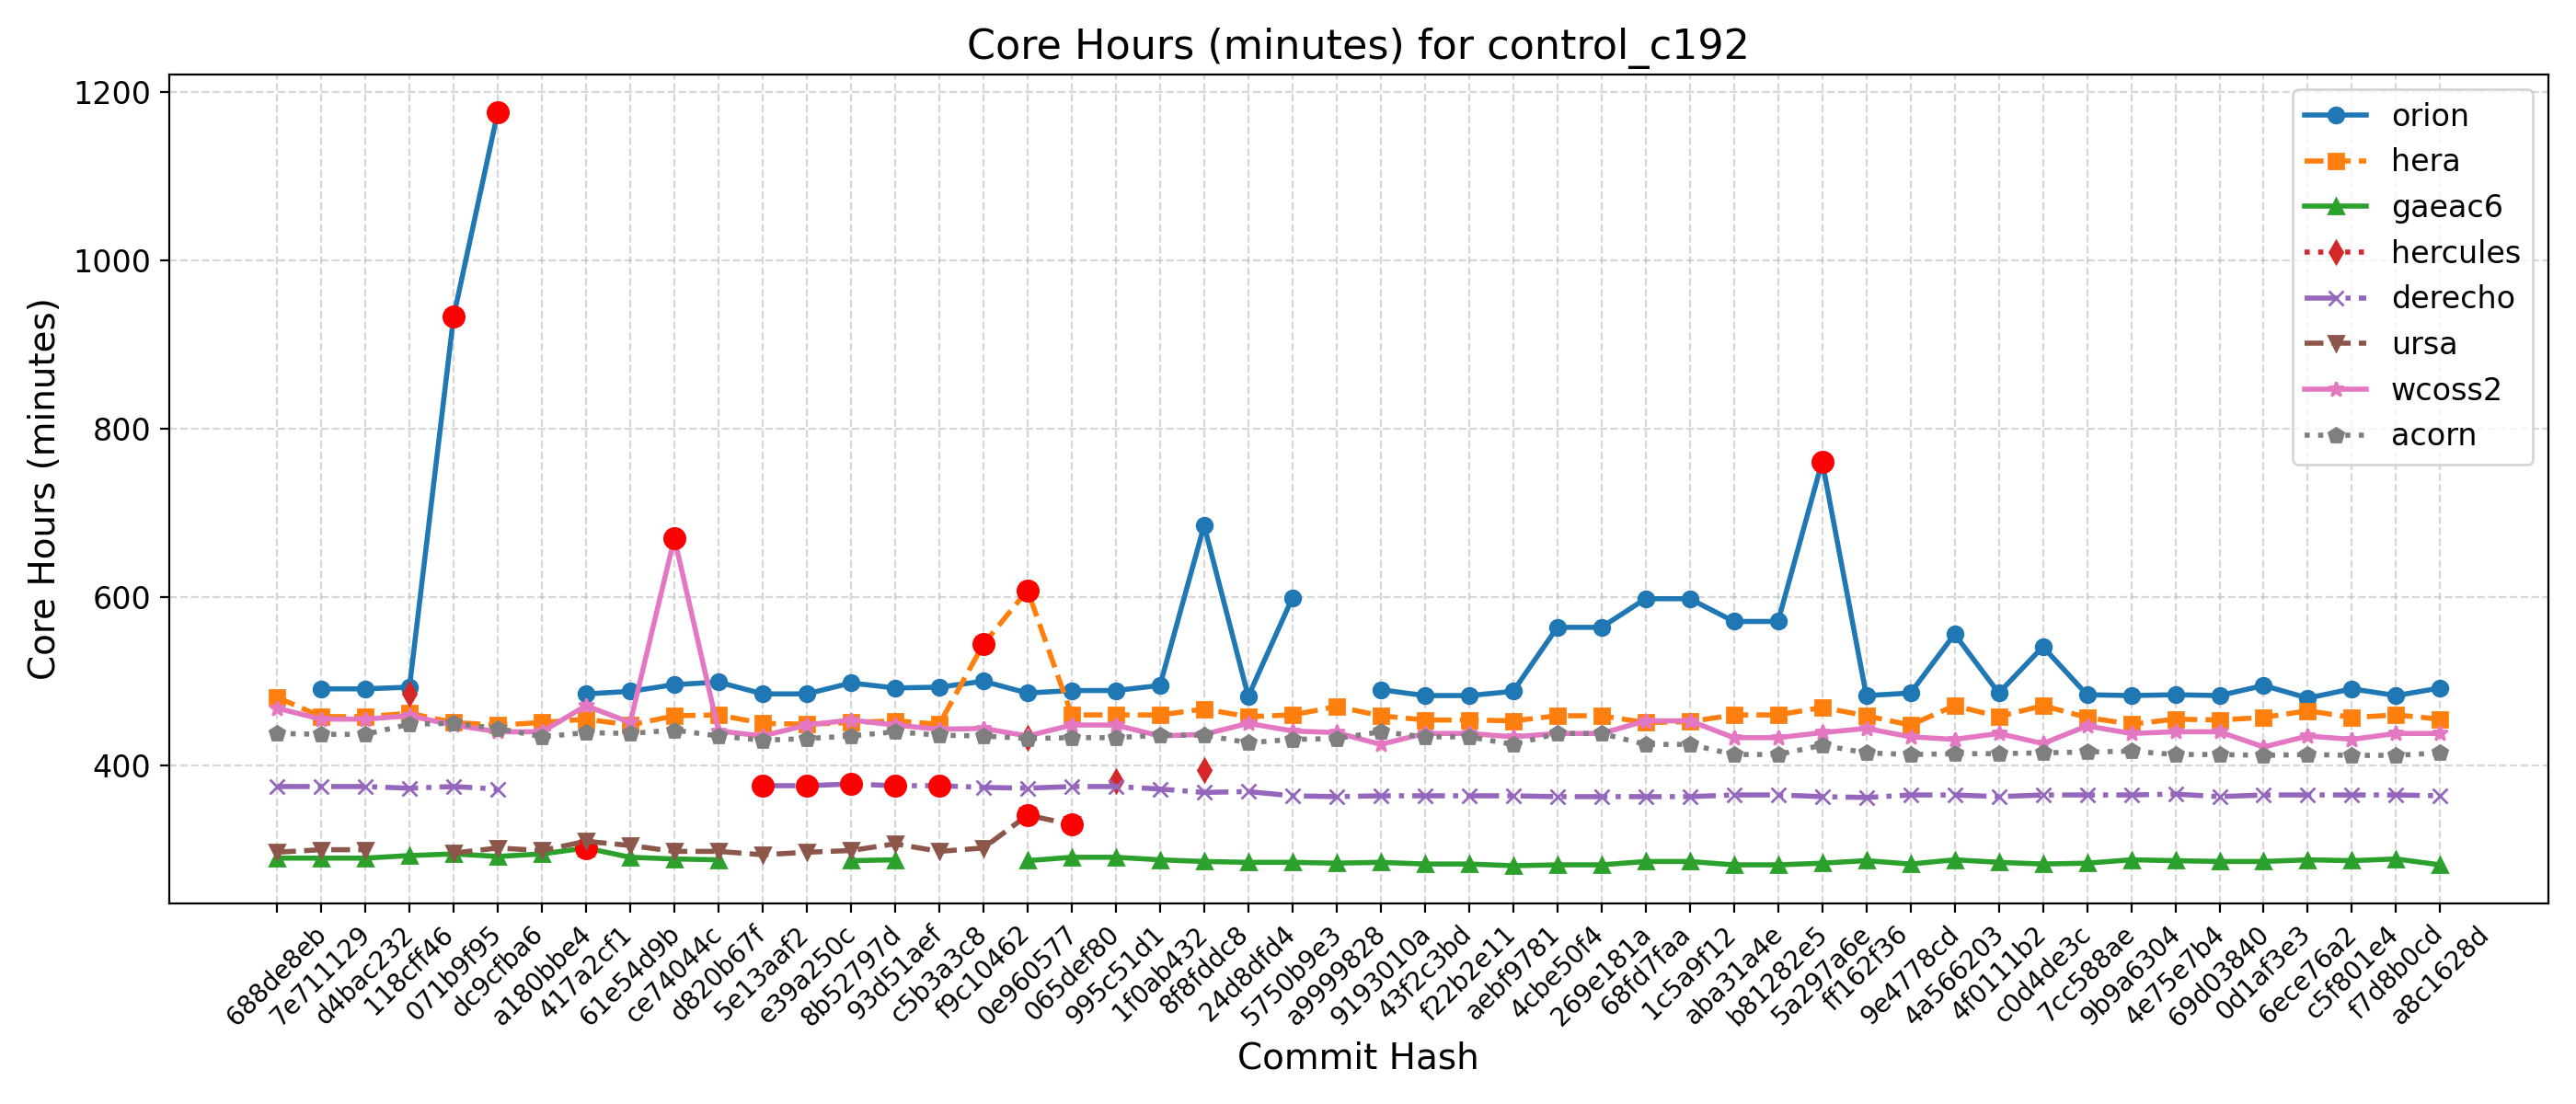 Core Hours (minutes) for control_c192
Core Hours (minutes)
1200
1000
800
600
400
orion
hera
gaeac6
hercules
derecho
ursa
wcoss2
acorn
688de8eb
7e711129
d4bac232
118cff46
071b9f95
dc9cfba6
a180bbe4
417a2cf1
61e54d9b
ce74044c
d820b67f
5e13aaf2
e39a250c
8b52797d
93d51aef
c5b3a3c8
f9c10462
0e960577
065def80
995c51d1
1f0ab432
8f8fddc8
24d8dfd4
5750b9e3
a9999828
9193010a
43f2c3bd
f22b2e11
aebf9781
4cbe50f4
269e181a
68fd7faa
1c5a9f12
aba31a4e
b81282e5
5a297a6e
ff162f36
9e4778cd
4a566203
4f0111b2
c0d4de3c
7cc588ae
9b9a6304
4e75e7b4
69d03840
0d1af3e3
6ece76a2
c5f801e4
f7d8b0cd
a8c1628d
Commit Hash